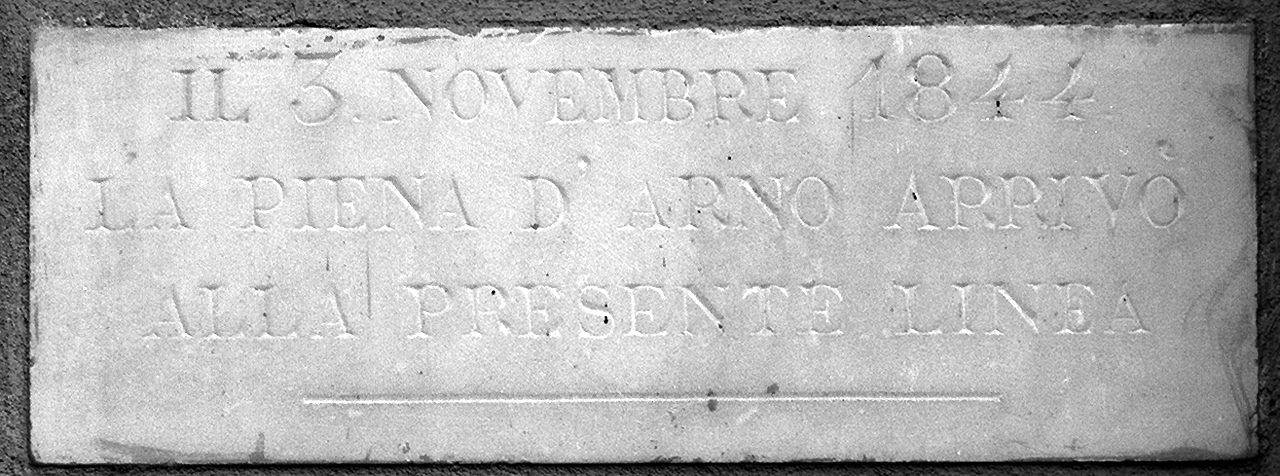 IL 3. NOVEMBRE 1844
LA PIENA D' ARNO ARRIVÒ
ALLA PRESENTE LINEA